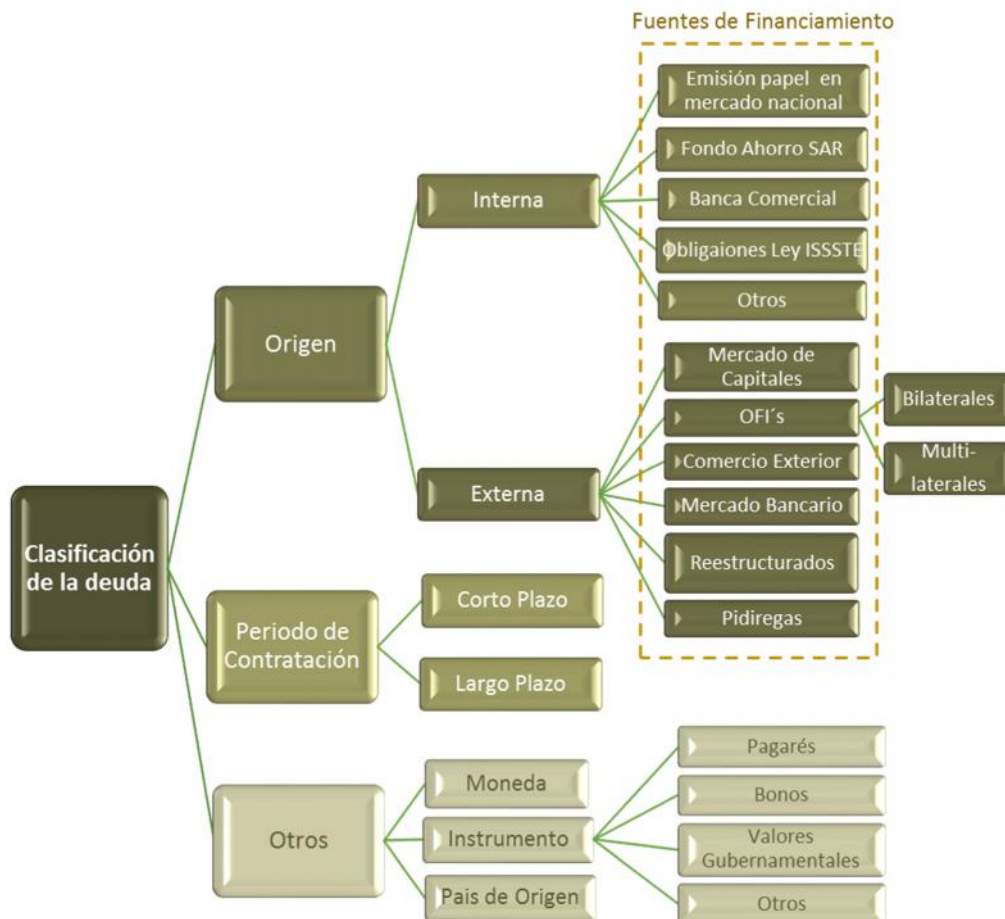 Fuentes de Financiamiento
Emisión papel en
mercado nacional
Fondo Ahorro SAR
Interna
Banca Comercial
Obligaiones Ley ISSSTE
Otros
Origen
Mercado de
Capitales
OFI´s
Bilaterales
Multi-
laterales
Comercio Exterior
Externa
Mercado Bancario
Reestructurados
Pidiregas
Clasificación
de la deuda
Periodo de
Contratación
Corto Plazo
Largo Plazo
Otros
Moneda
Instrumento
Pais de Origen
Pagarés
Bonos
Valores
Gubernamentales
Otros